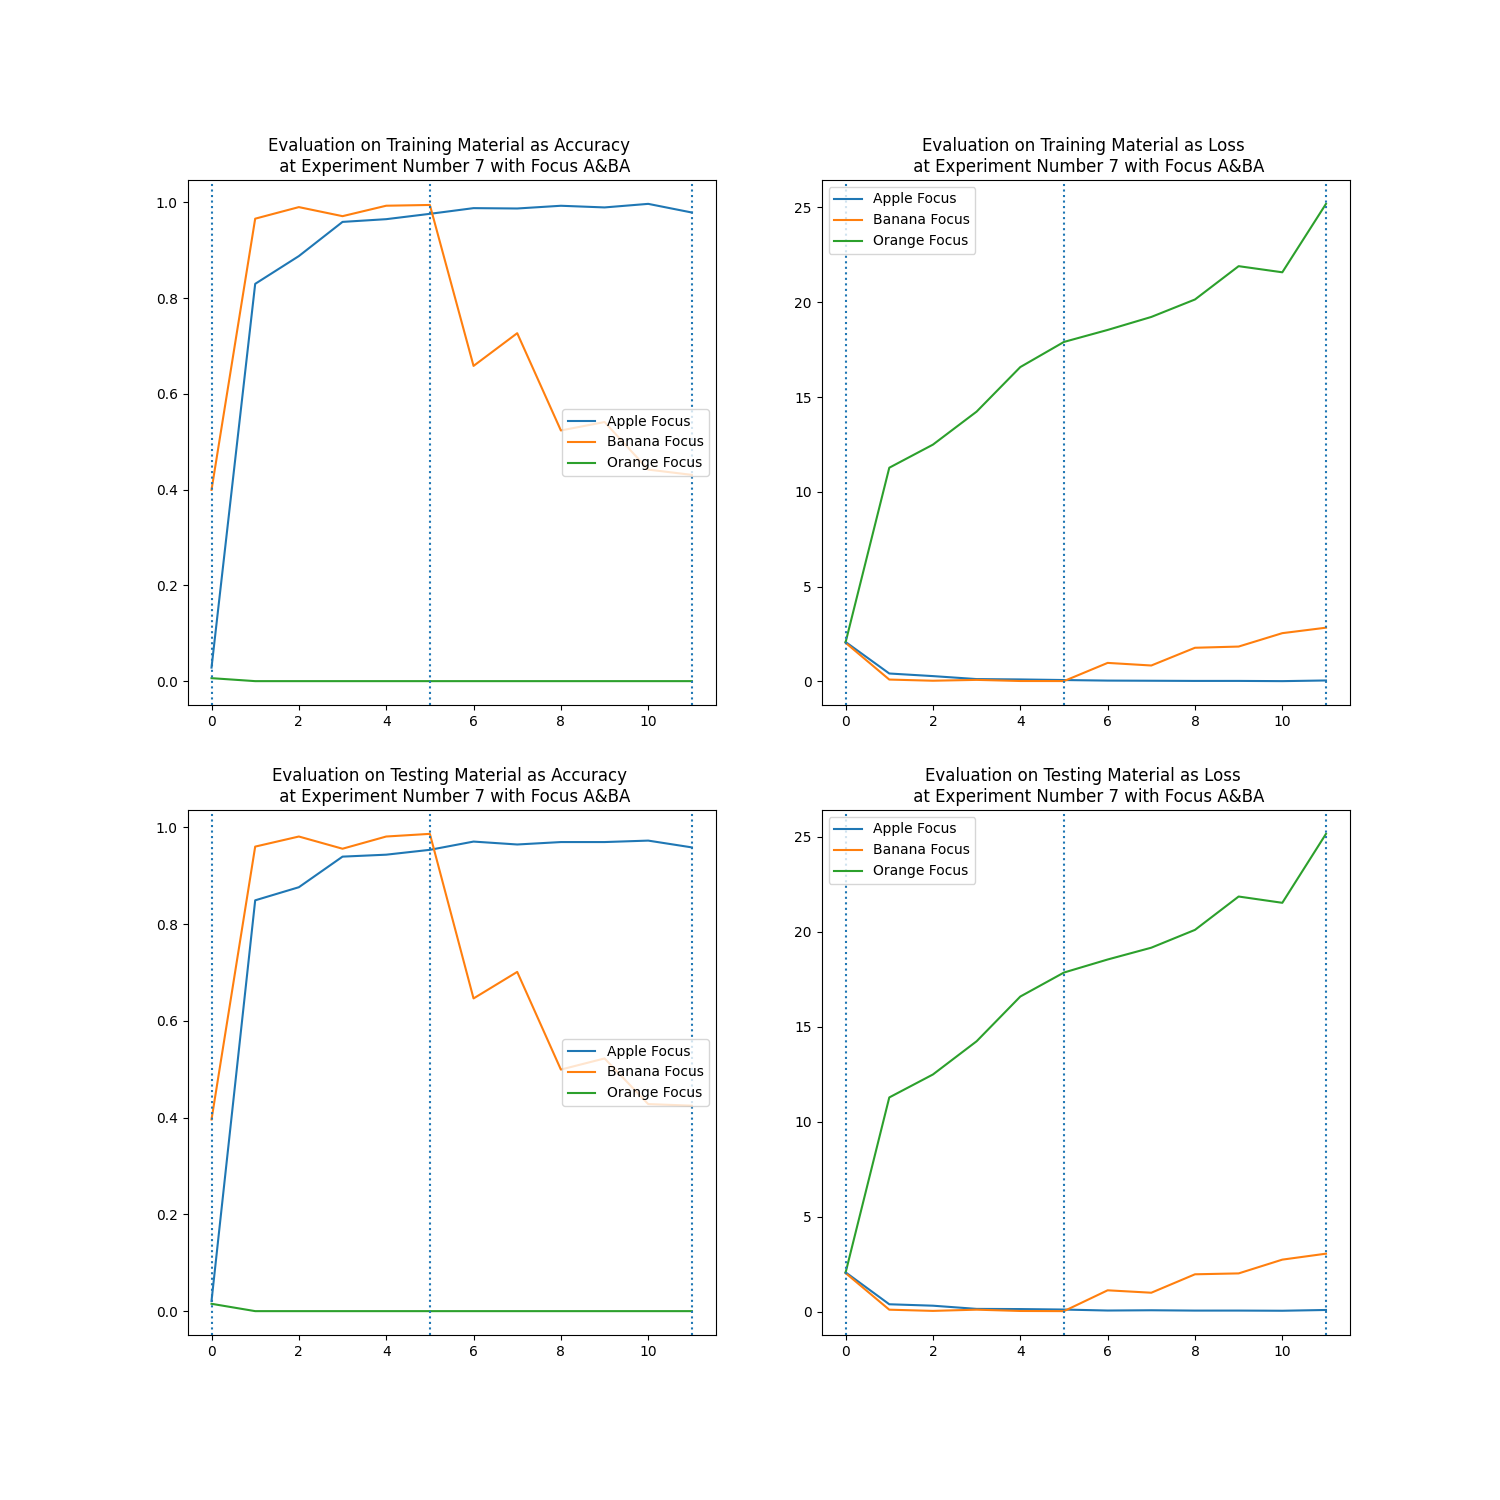 Evaluation on Training Material as Accuracy
at Experiment Number 7 with Focus A&BA
1.0
0.8
0.6
0.4
0.2
0.0
Apple Focus
Banana Focus
Orange Focus
0 2 4 6 8 10
Evaluation on Training Material as Loss
at Experiment Number 7 with Focus A&BA
25
20
15
10
5
0
Apple Focus
Banana Focus
Orange Focus
0 2 4 6 8 10
Evaluation on Testing Material as Accuracy
at Experiment Number 7 with Focus A&BA
1.0
0.8
0.6
0.4
0.2
0.0
Apple Focus
Banana Focus
Orange Focus
0 2 4 6 8 10
Evaluation on Testing Material as Loss
at Experiment Number 7 with Focus A&BA
25
20
15
10
5
0
Apple Focus
Banana Focus
Orange Focus
0 2 4 6 8 10